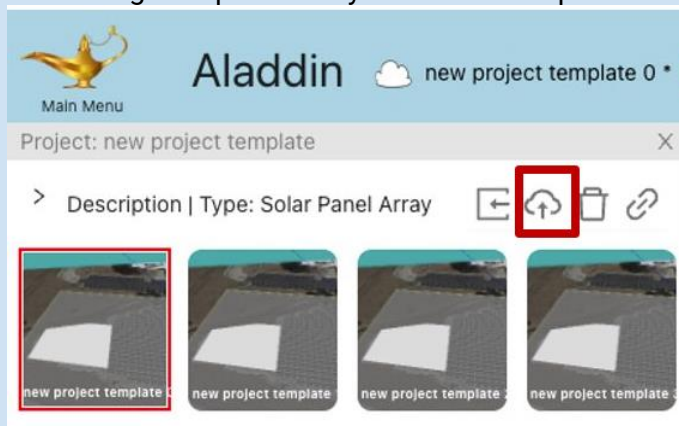 Aladdin
new project template 0 *
Main Menu
Project: new project template
X
> Description | Type: Solar Panel Array
new project template
new project template
new project template
new project template